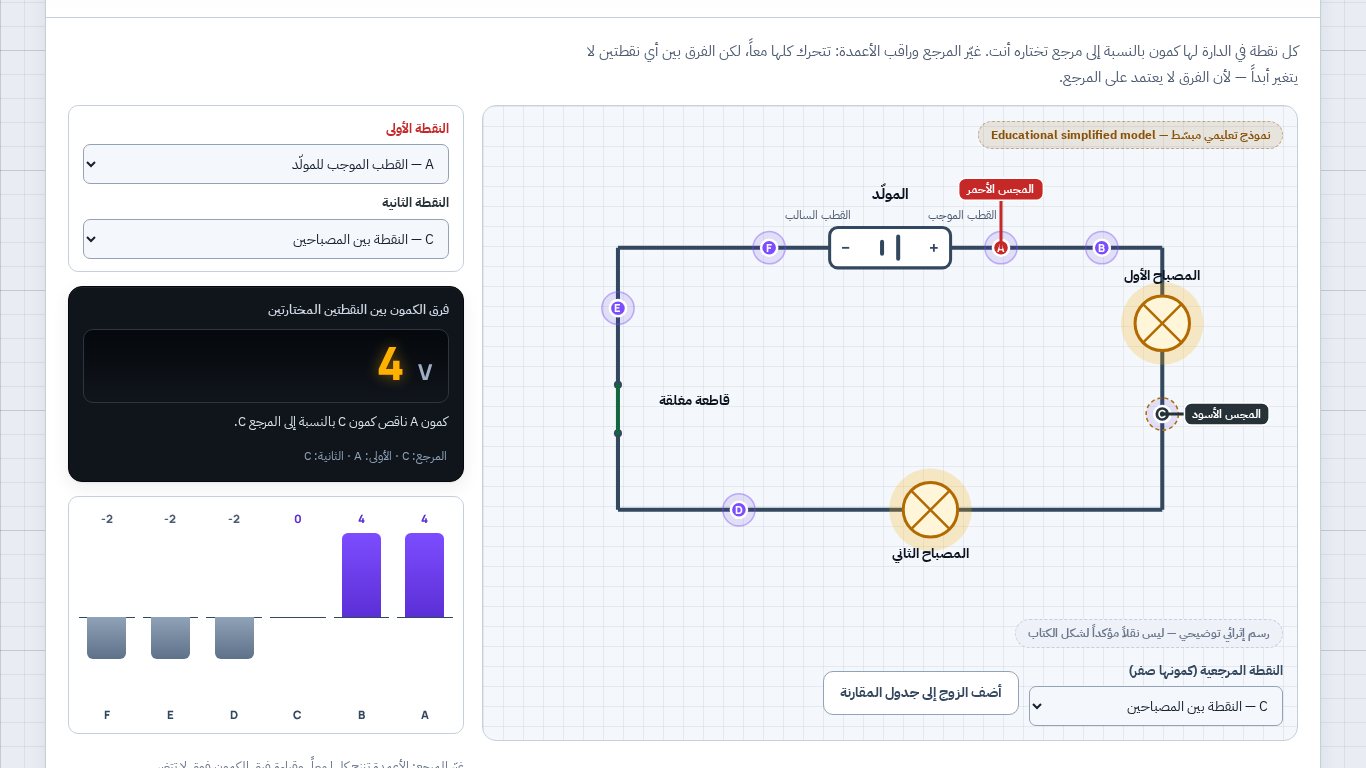 كل نقطة في الدارة لها كمون بالنسبة إلى مرجع تختاره أنت. غيّر المرجع وراقب الأعمدة: تتحرك كلها معاً، لكن الفرق بين أي نقطتين لا
يتغير أبداً — لأن الفرق لا يعتمد على المرجع.
نموذج تعليمي مبسّط — Educational simplified model
المجس الأحمر
المولّد
القطب الموجب
القطب السالب
+
−
B
A
F
المصباح الأول
E
قاطعة مغلقة
C
المجس الأسود
D
المصباح الثاني
رسم إثرائي توضيحي — ليس نقلاً مؤكداً لشكل الكتاب
النقطة المرجعية (كمونها صفر)
C — النقطة بين المصباحين
أضف الزوج إلى جدول المقارنة
النقطة الأولى
A — القطب الموجب للمولّد
النقطة الثانية
C — النقطة بين المصباحين
فرق الكمون بين النقطتين المختارتين
4 V
كمون A ناقص كمون C بالنسبة إلى المرجع C.
المرجع: C · الأولى: A · الثانية: C
-2 -2 -2 0 4 4
F E D C B A